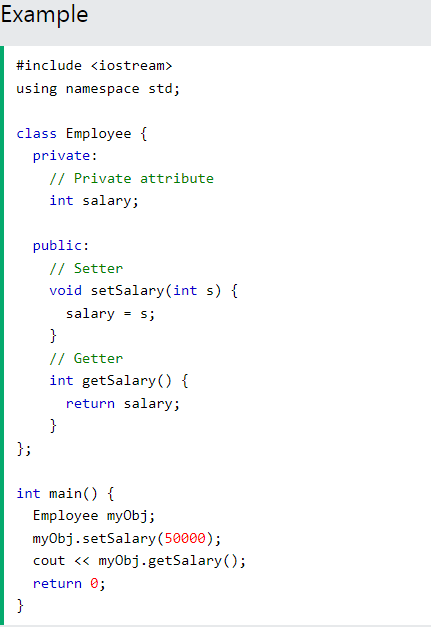 Example
#include <iostream>
using namespace std;
class Employee {
  private:
    // Private attribute
    int salary;
  public:
    // Setter
    void setSalary(int s) {
      salary = s;
    }
    // Getter
    int getSalary() {
      return salary;
    }
};
int main() {
  Employee myObj;
  myObj.setSalary(50000);
  cout << myObj.getSalary();
  return 0;
}